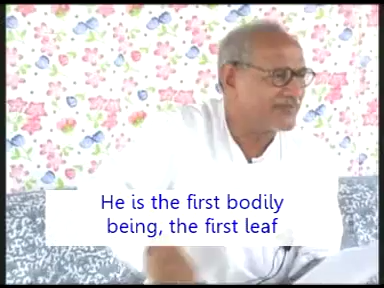 He is the first bodily
being, the first leaf